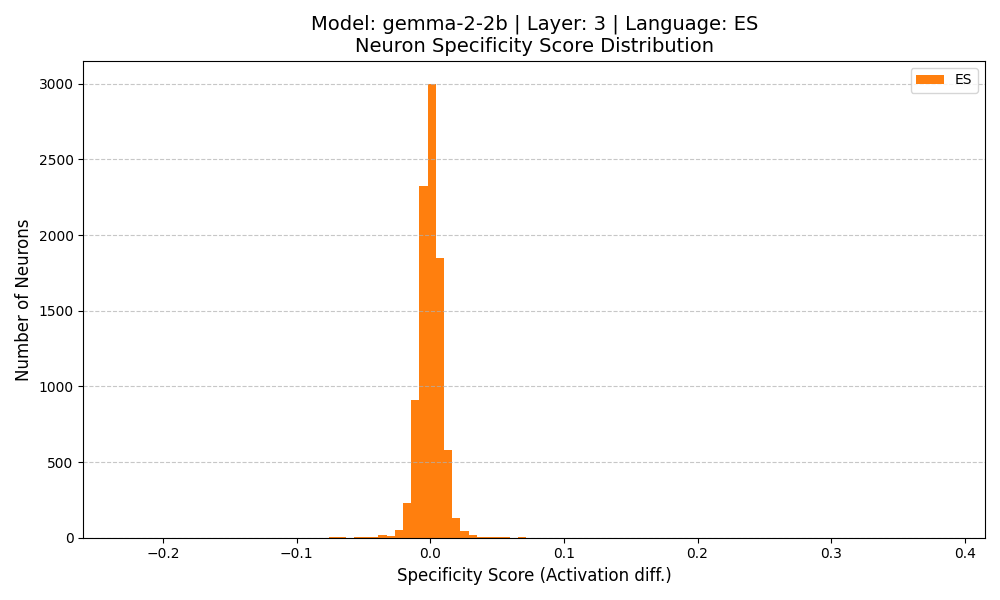 Model: gemma-2-2b | Layer: 3 | Language: ES
Neuron Specificity Score Distribution
ES
3000
2500
2000
1500
1000
500
0
Number of Neurons
−0.2
−0.1
0.0
0.1
0.2
0.3
0.4
Specificity Score (Activation diff.)